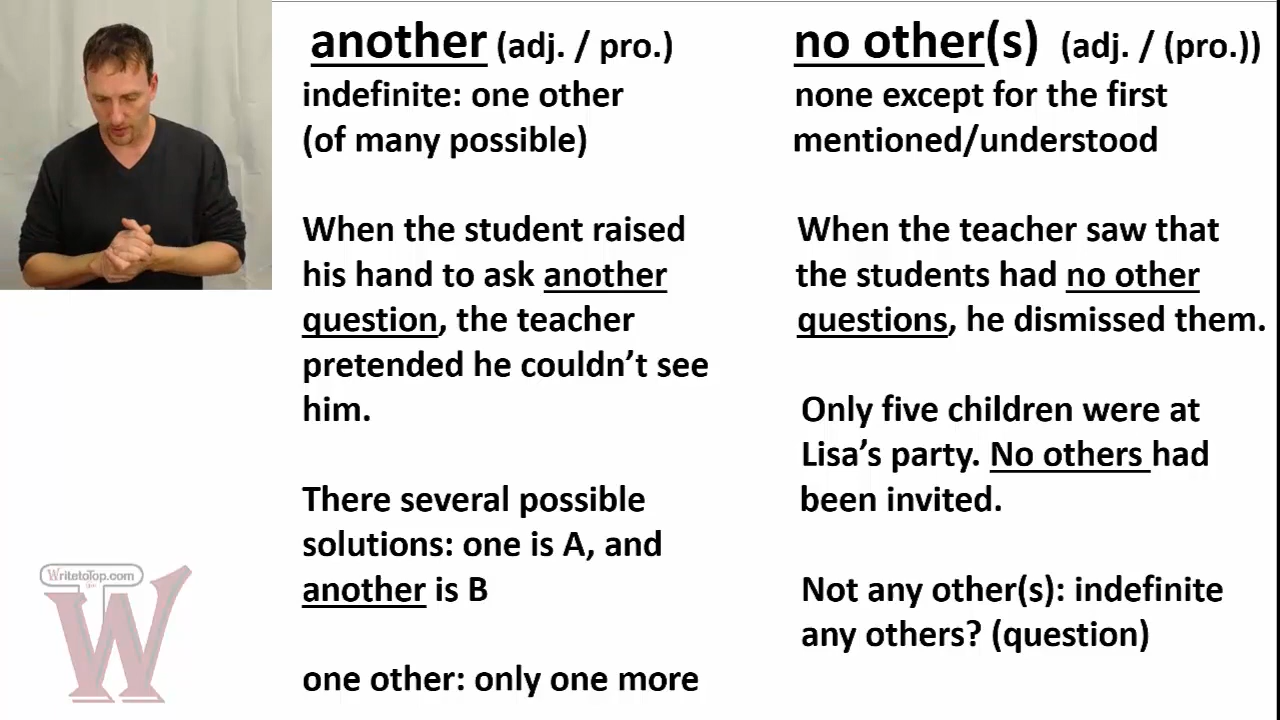 another (adj. / pro.)
indefinite: one other
(of many possible)
When the student raised
his hand to ask another
question, the teacher
pretended he couldn't see
him.
There several possible
solutions: one is A, and
another is B
one other: only one more
no other(s) (adj. / (pro.))
none except for the first
mentioned/understood
When the teacher saw that
the students had no other
questions, he dismissed them.
Only five children were at
Lisa's party. No others had
been invited.
Not any other(s): indefinite
any others? (question)
WritetoTop.com
W